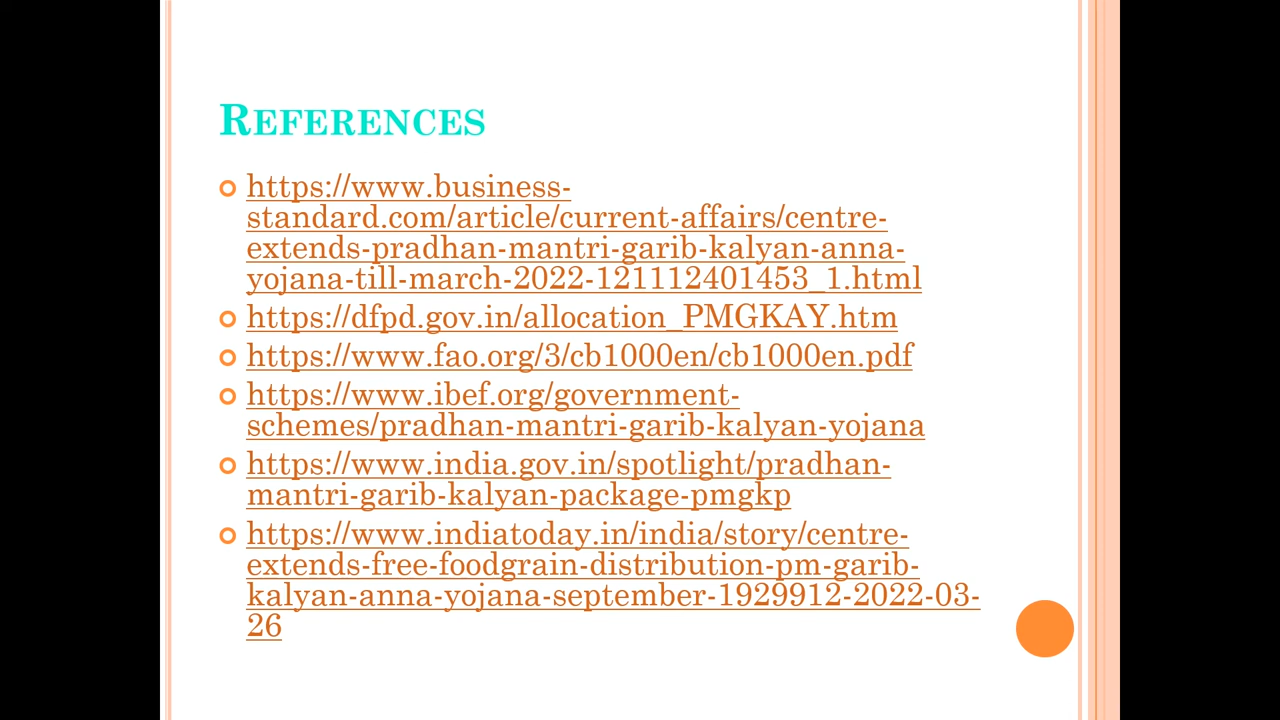 REFERENCES
https://www.business-
standard.com/article/current-affairs/centre-
extends-pradhan-mantri-garib-kalyan-anna-
yojana-till-march-2022-121112401453_1.html
https://dfpd.gov.in/allocation_PMGKAY.htm
https://www.fao.org/3/cb1000en/cb1000en.pdf
https://www.ibef.org/government-
schemes/pradhan-mantri-garib-kalyan-yojana
https://www.india.gov.in/spotlight/pradhan-
mantri-garib-kalyan-package-pmgkp
https://www.indiatoday.in/india/story/centre-
extends-free-foodgrain-distribution-pm-garib-
kalyan-anna-yojana-september-1929912-2022-03-
26